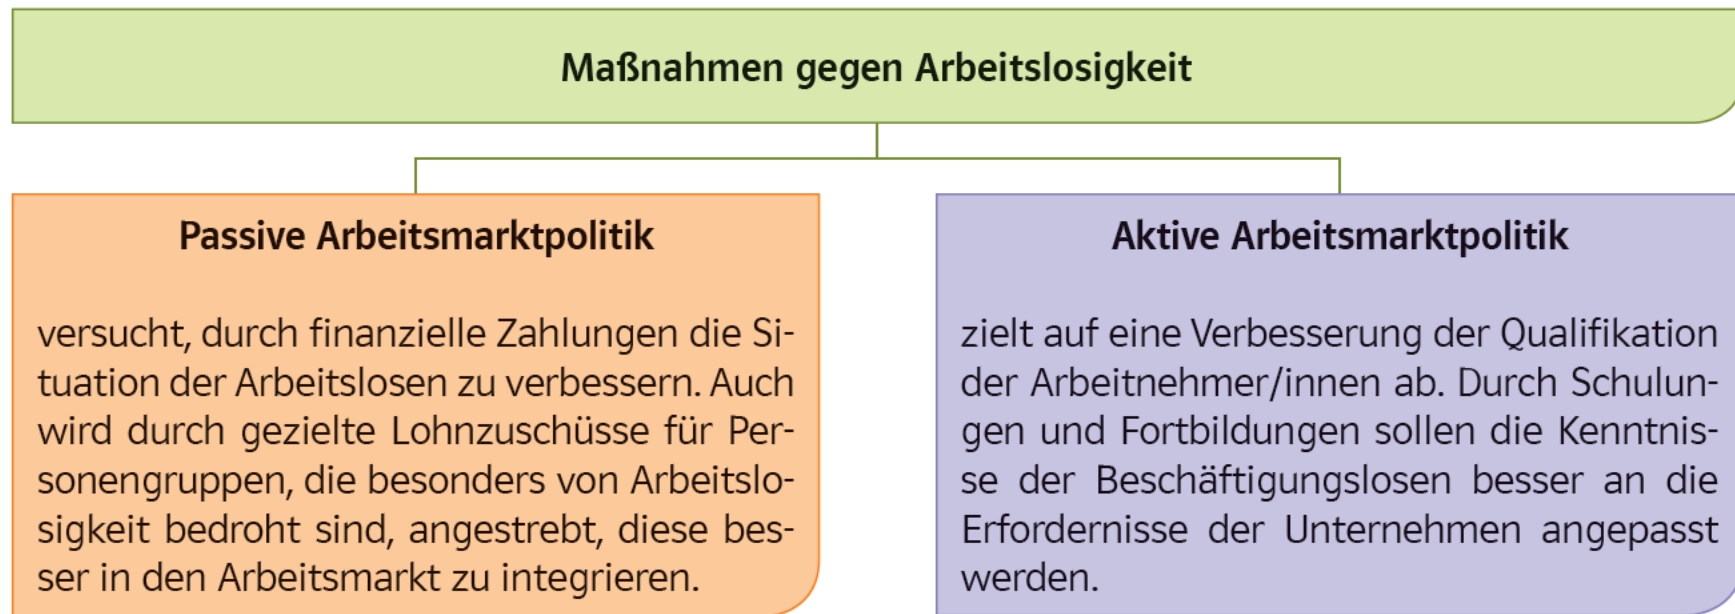 Maßnahmen gegen Arbeitslosigkeit
Passive Arbeitsmarktpolitik
versucht, durch finanzielle Zahlungen die Si-
tuation der Arbeitslosen zu verbessern. Auch
wird durch gezielte Lohnzuschüsse für Per-
sonengruppen, die besonders von Arbeitslo-
sigkeit bedroht sind, angestrebt, diese bes-
ser in den Arbeitsmarkt zu integrieren.
Aktive Arbeitsmarktpolitik
zielt auf eine Verbesserung der Qualifikation
der Arbeitnehmer/innen ab. Durch Schulun-
gen und Fortbildungen sollen die Kenntnis-
se der Beschäftigungslosen besser an die
Erfordernisse der Unternehmen angepasst
werden.